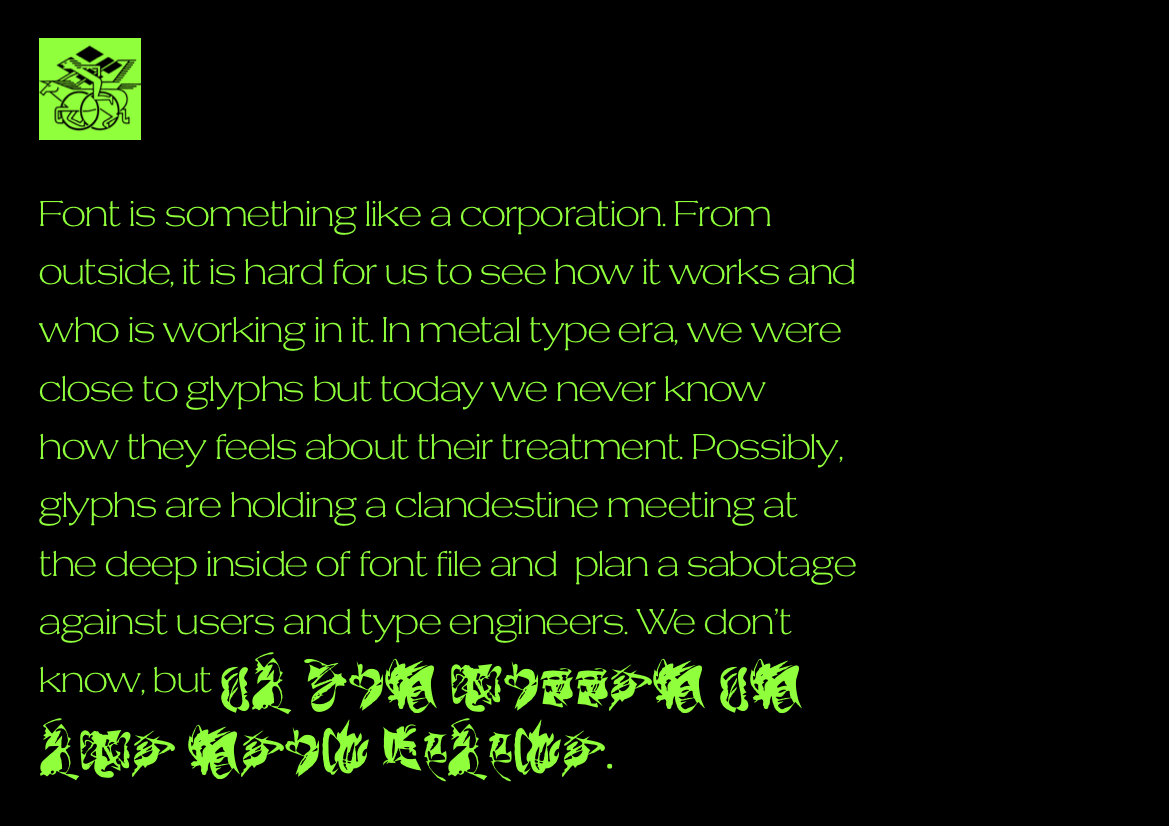 Font is something like a corporation. From
outside, it is hard for us to see how it works and
who is working in it. In metal type era, we were
close to glyphs but today we never know
how they feels about their treatment. Possibly,
glyphs are holding a clandestine meeting at
the deep inside of font file and  plan a sabotage
against users and type engineers. We don’t
know, but